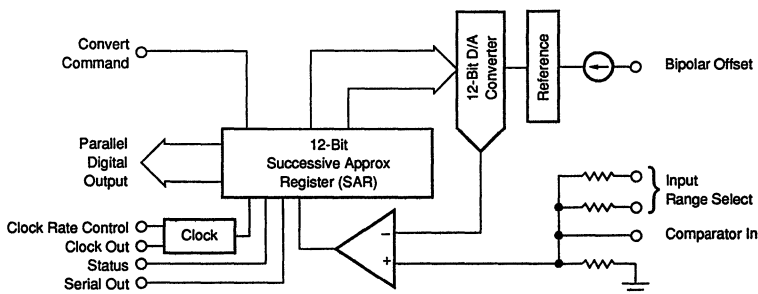 Convert
Command
12-Bit D/A
Converter
Reference
Bipolar Offset
Parallel
Digital
Output
12-Bit
Successive Approx
Register (SAR)
Input
Range Select
Clock Rate Control
Clock Out
Clock
Comparator In
Status
Serial Out
–
+